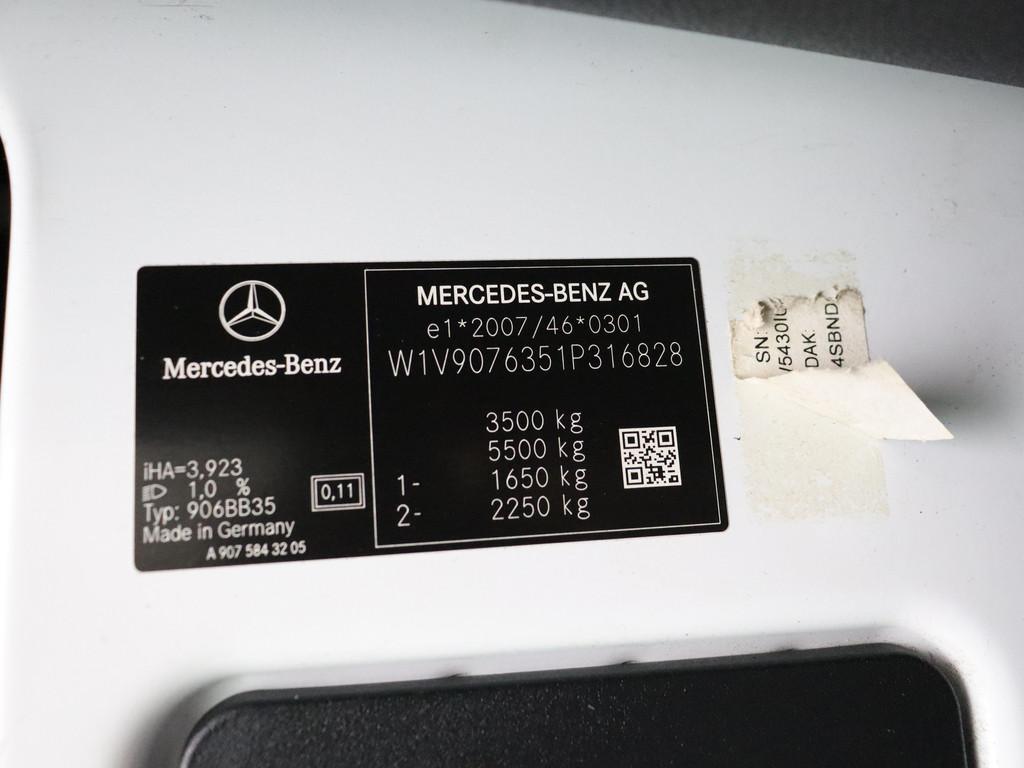 Mercedes-Benz
iHA=3,923
1,0 %
Typ: 906BB35
Made in Germany
A 907 584 32 05
0,11
MERCEDES-BENZ AG
e1*2007/46*0301
W1V9076351P316828
3500 kg
5500 kg
1- 1650 kg
2- 2250 kg
SN:
DAK:
4SBND